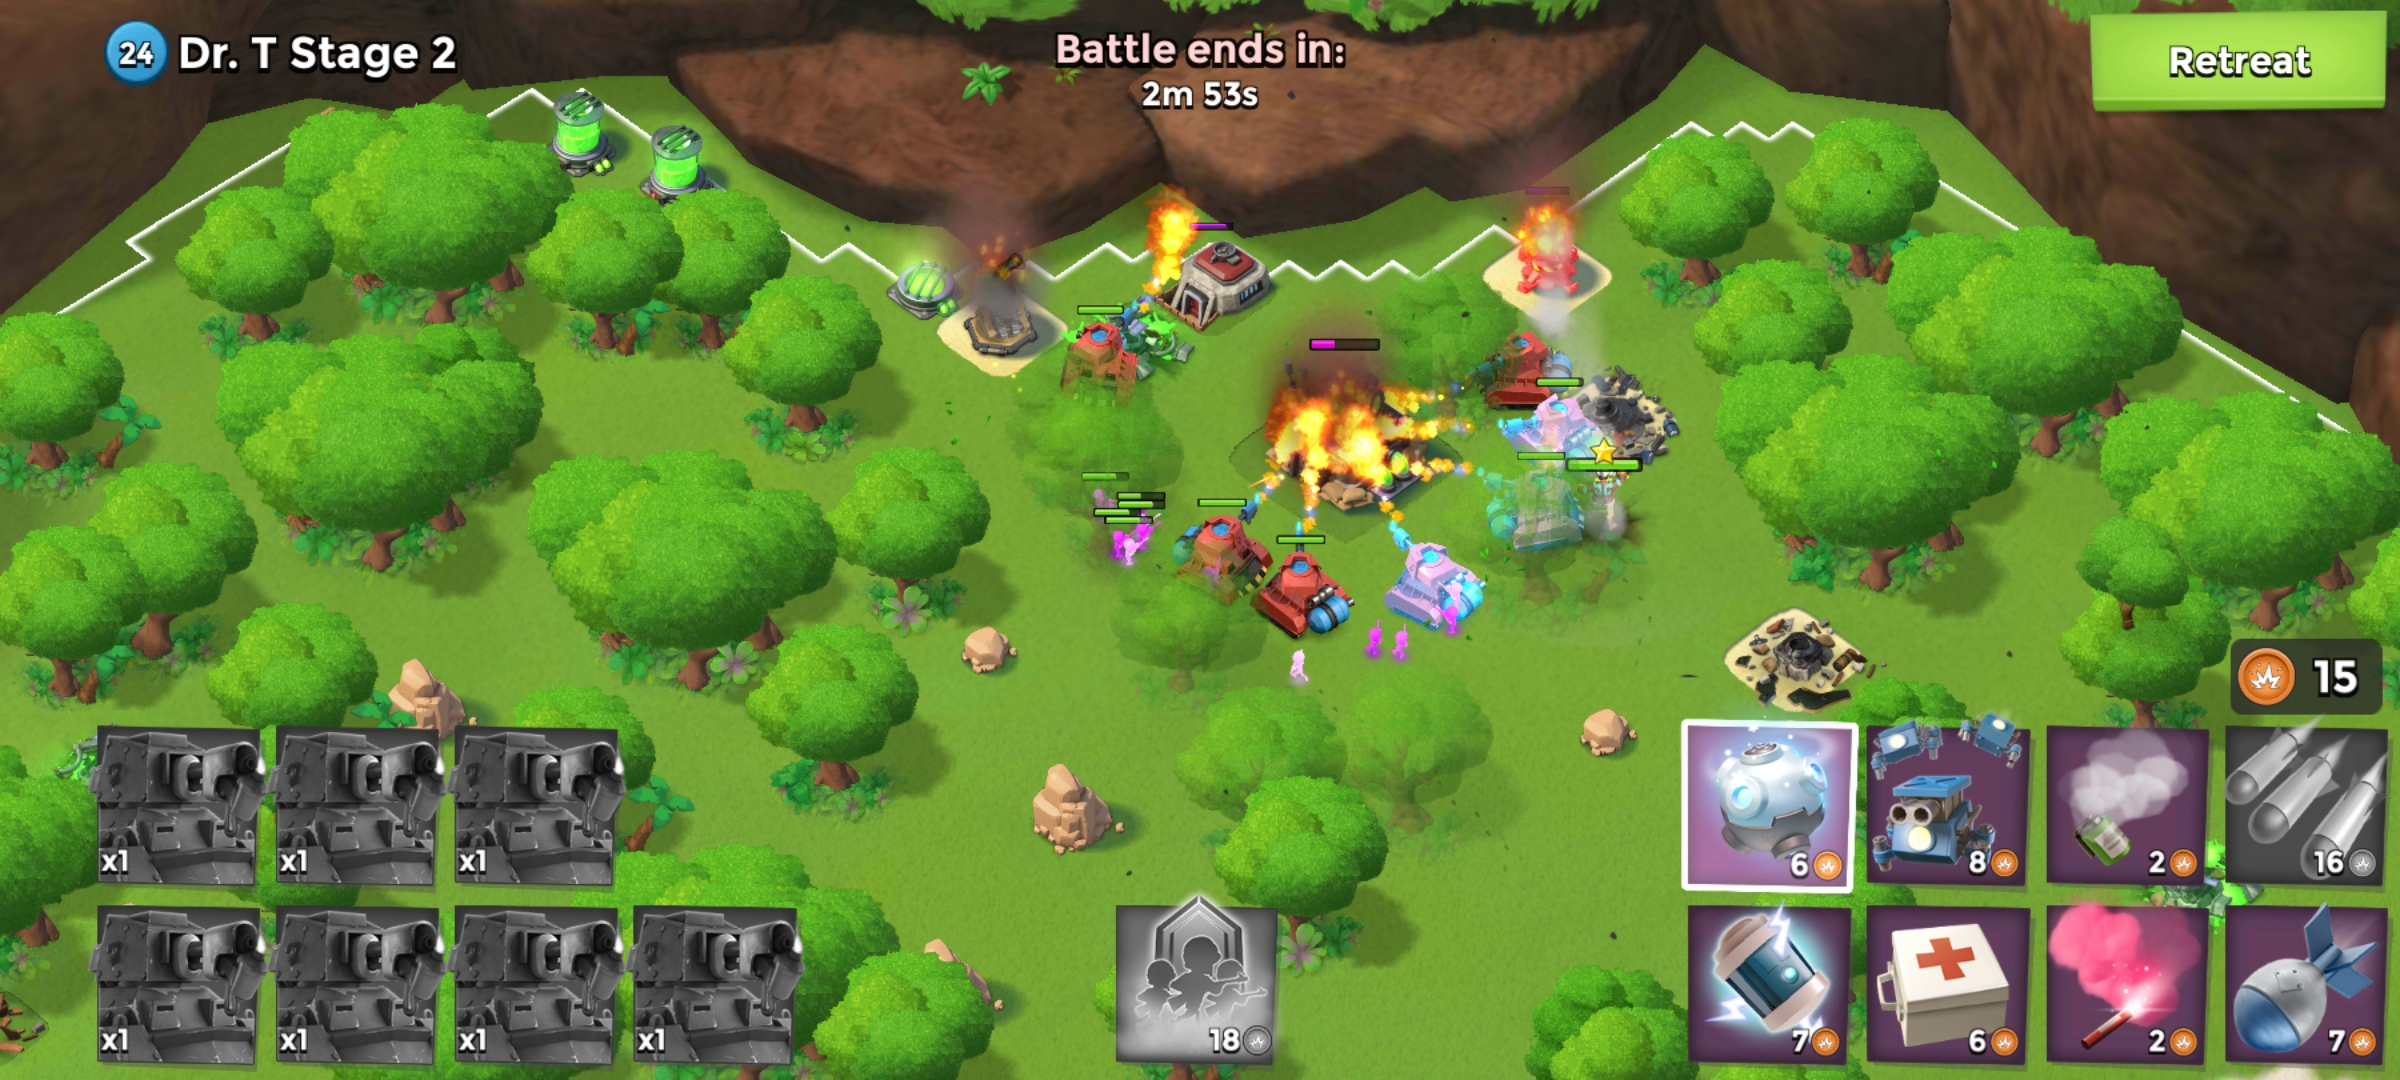 24 Dr. T Stage 2
Battle ends in:
2m 53s
Retreat
15
x1 x1 x1
6 8 2 16
x1 x1 x1 x1
18
7 6 2 7